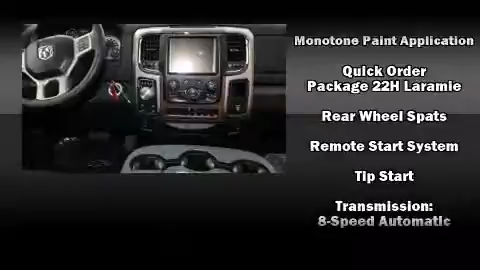 Monotone Paint Application
Quick Order
Package 22H Laramie
Rear Wheel Spats
Remote Start System
Tip Start
Transmission:
8-Speed Automatic